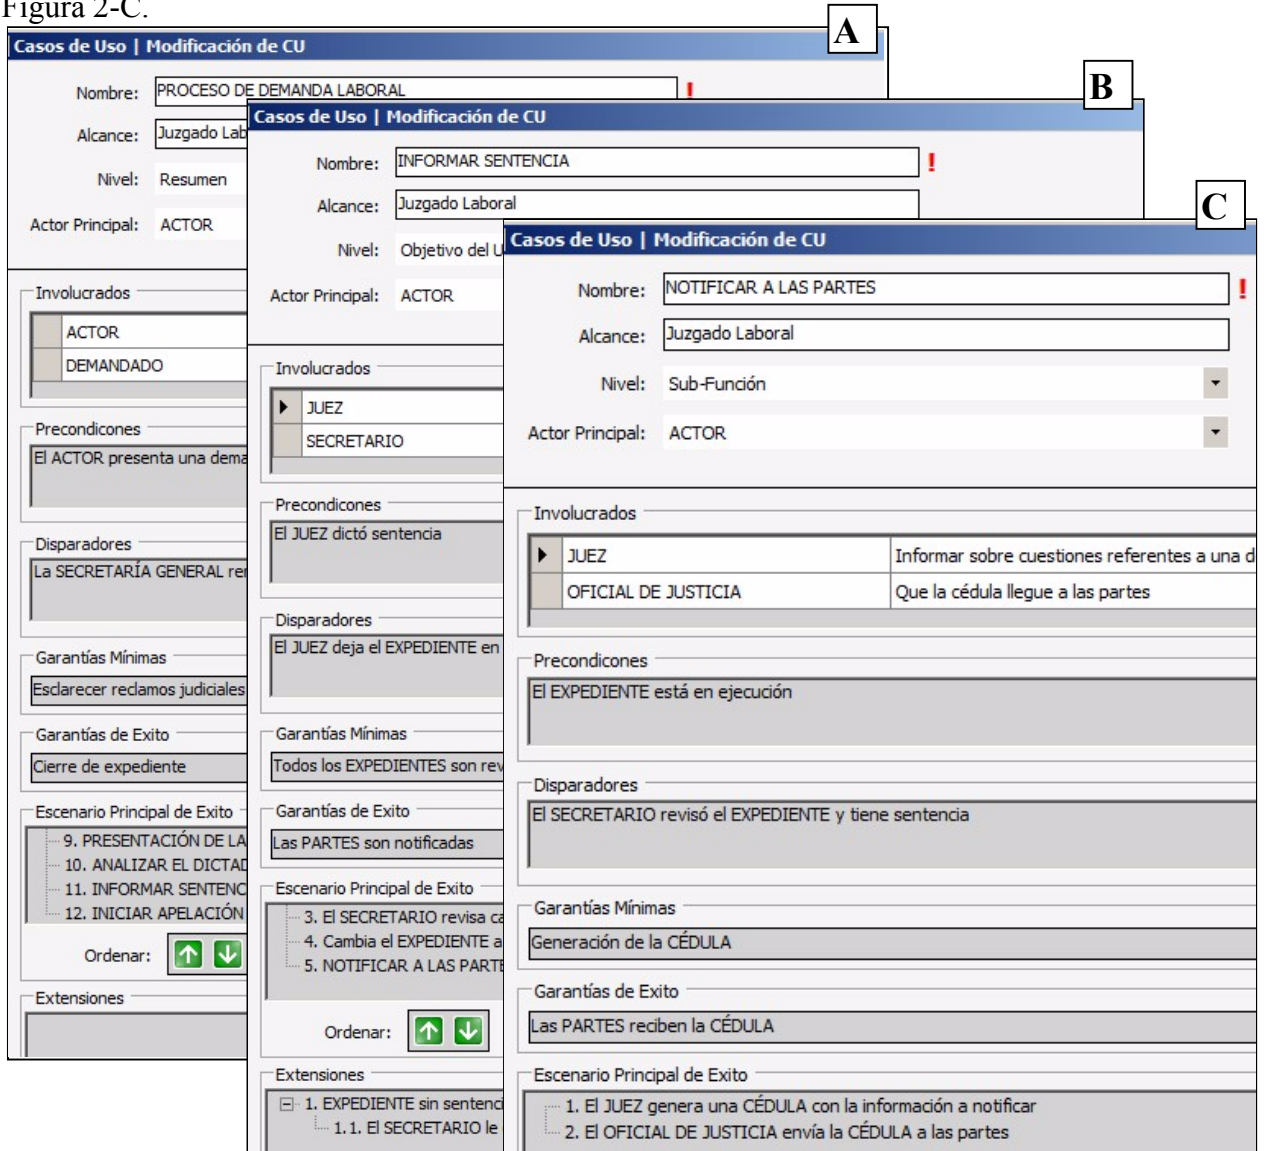 Figura 2-C.
A
Casos de Uso | Modificación de CU
Nombre: PROCESO DE DEMANDA LABORAL !
Alcance: Juzgado Lab
Nivel: Resumen
Actor Principal: ACTOR
Involucrados
ACTOR
DEMANDADO
Precondicones
El ACTOR presenta una dema
Disparadores
La SECRETARÍA GENERAL rer
Garantías Mínimas
Esclarecer reclamos judiciales
Garantías de Exito
Cierre de expediente
Escenario Principal de Exito
9. PRESENTACIÓN DE LA
10. ANALIZAR EL DICTAD
11. INFORMAR SENTENC
12. INICIAR APELACIÓN
Ordenar:
Extensiones
B
Casos de Uso | Modificación de CU
Nombre: INFORMAR SENTENCIA !
Alcance: Juzgado Laboral
Nivel: Objetivo del U
Actor Principal: ACTOR
Involucrados
JUEZ
SECRETARIO
Precondicones
El JUEZ dictó sentencia
Disparadores
El JUEZ deja el EXPEDIENTE en
Garantías Mínimas
Todos los EXPEDIENTES son rev
Garantías de Exito
Las PARTES son notificadas
Escenario Principal de Exito
3. El SECRETARIO revisa ca
4. Cambia el EXPEDIENTE a
5. NOTIFICAR A LAS PARTE
Ordenar:
Extensiones
1. EXPEDIENTE sin sentenci
1.1. El SECRETARIO le
C
Casos de Uso | Modificación de CU
Nombre: NOTIFICAR A LAS PARTES !
Alcance: Juzgado Laboral
Nivel: Sub-Función
Actor Principal: ACTOR
Involucrados
JUEZ Informar sobre cuestiones referentes a una d
OFICIAL DE JUSTICIA Que la cédula llegue a las partes
Precondicones
El EXPEDIENTE está en ejecución
Disparadores
El SECRETARIO revisó el EXPEDIENTE y tiene sentencia
Garantías Mínimas
Generación de la CÉDULA
Garantías de Exito
Las PARTES reciben la CÉDULA
Escenario Principal de Exito
1. El JUEZ genera una CÉDULA con la información a notificar
2. El OFICIAL DE JUSTICIA envía la CÉDULA a las partes